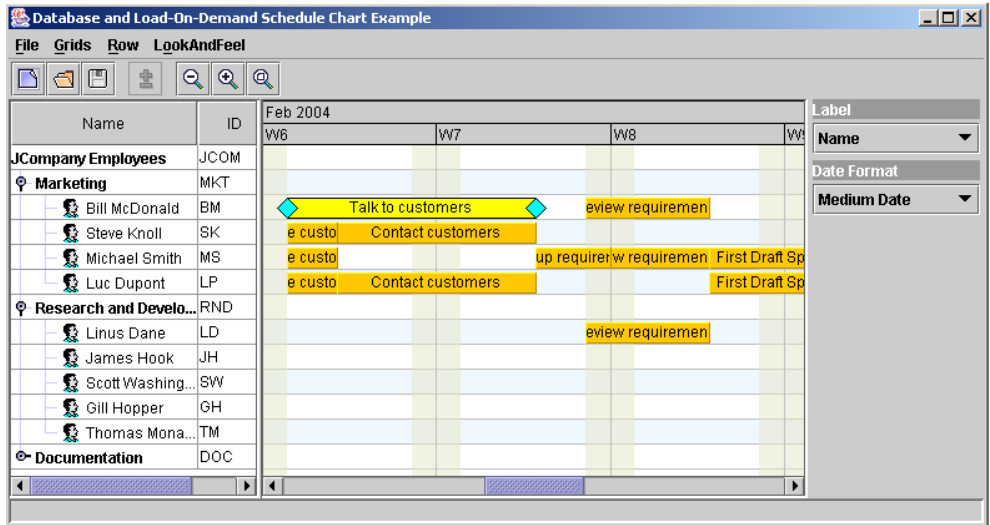 Database and Load-On-Demand Schedule Chart Example
File Grids Row LookAndFeel
Name ID Feb 2004 Label
W6 W7 W8 Name
JCompany Employees JCOM
Date Format
Marketing MKT
Medium Date
Bill McDonald BM Talk to customers eview requiremen
Steve Knoll SK e custo Contact customers
Michael Smith MS e custo up requirer w requiremen First Draft Sp
Luc Dupont LP e custo Contact customers First Draft Sp
Research and Develo... RND
Linus Dane LD eview requiremen
James Hook JH
Scott Washing... SW
Gill Hopper GH
Thomas Mona... TM
Documentation DOC